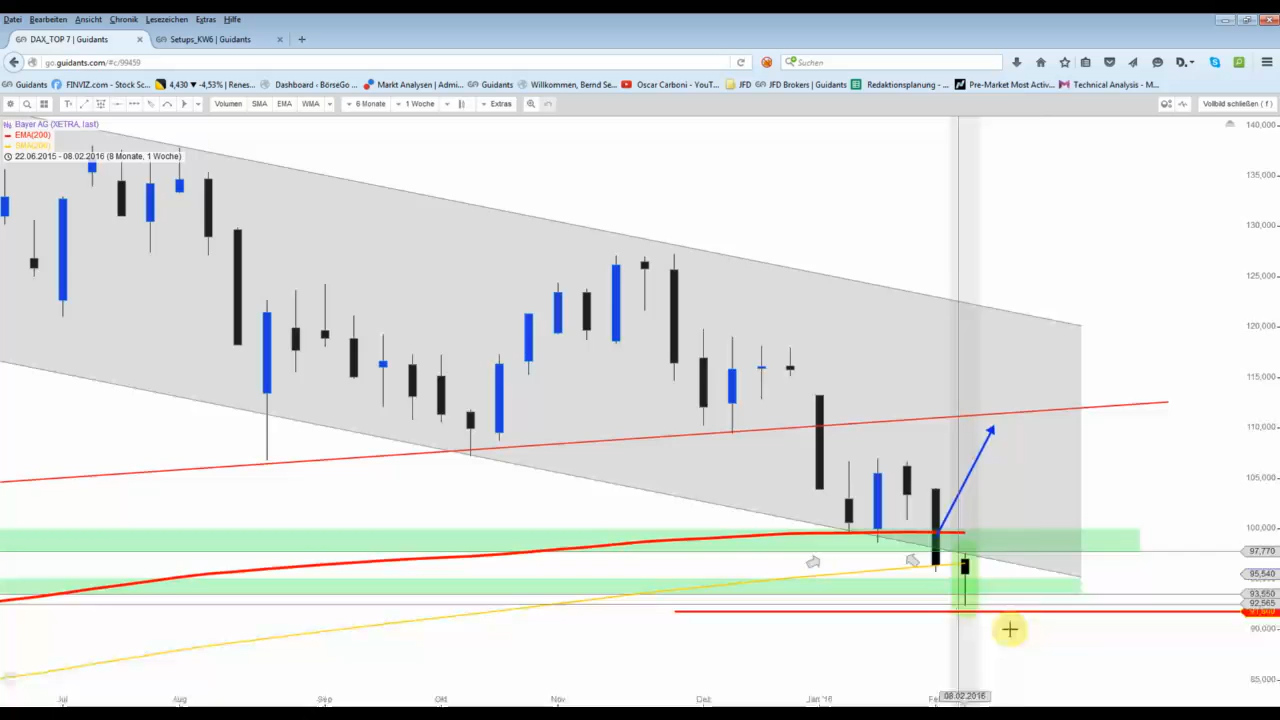 Datei Bearbeiten Ansicht Chronik Lesezeichen Extras Hilfe
DAX_TOP 7 | Guidants Setups_KW6 | Guidants
go.guidants.com/#c/99459 Suchen
Guidants FINVIZ.com - Stock Sc... 4,430 ▼ -4,53% | Renes... Dashboard ‹ BörseGo ... Markt Analysen | Admi... Guidants Willkommen, Bernd Se... Oscar Carboni - YouT... JFD JFD Brokers | Guidants Redaktionsplanung - ... Pre-Market Most Activ... Technical Analysis - M...
Volumen SMA EMA WMA 6 Monate 1 Woche Extras Vollbild schließen ( f )
Bayer AG (XETRA, last)
EMA(200)
SMA(200)
22.06.2015 - 08.02.2016 (8 Monate, 1 Woche)
140,000
135,000
130,000
125,000
120,000
115,000
110,000
105,000
100,000
97,770
95,540
93,550
92,565
90,000
85,000
Jul Aug Sep Okt Nov Dez Jan '16 08.02.2016